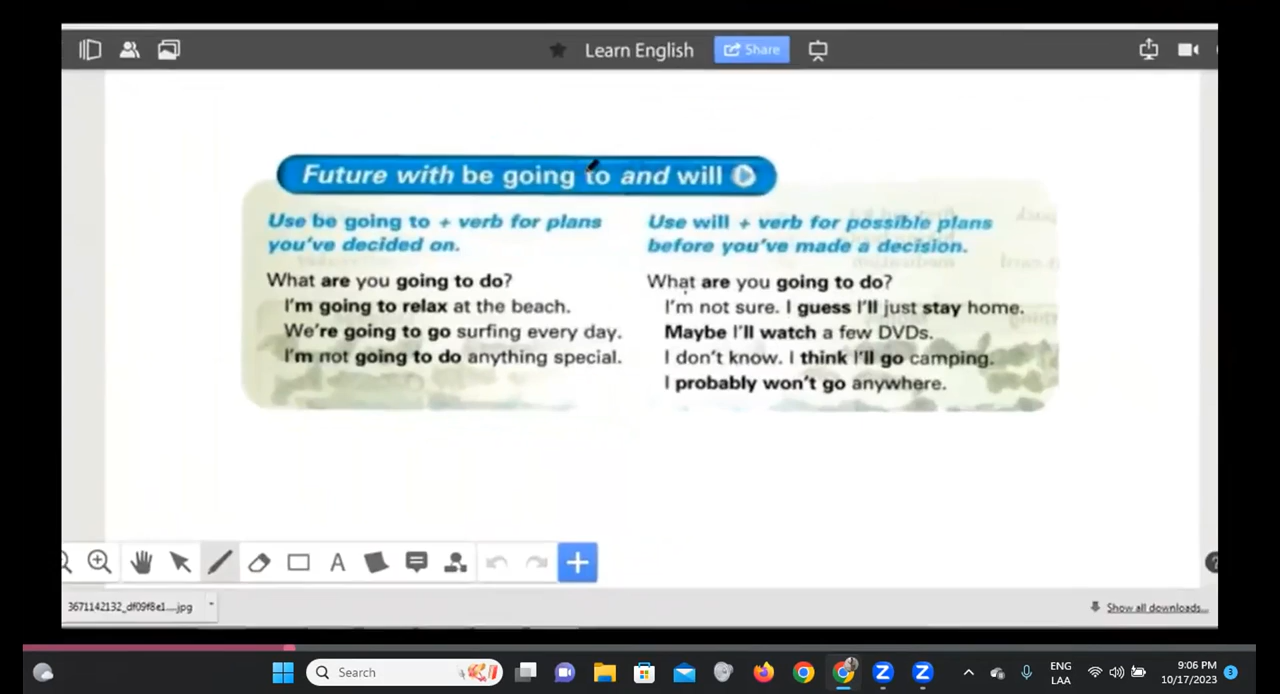 Learn English
Share
Future with be going to and will
Use be going to + verb for plans
you've decided on.
What are you going to do?
I'm going to relax at the beach.
We're going to go surfing every day.
I'm not going to do anything special.
Use will + verb for possible plans
before you've made a decision.
What are you going to do?
I'm not sure. I guess I'll just stay home.
Maybe I'll watch a few DVDs.
I don't know. I think I'll go camping.
I probably won't go anywhere.
A
3671142132_df09f8e1....jpg
Show all downloads...
Search
ENG
LAA
9:06 PM
10/17/2023
3